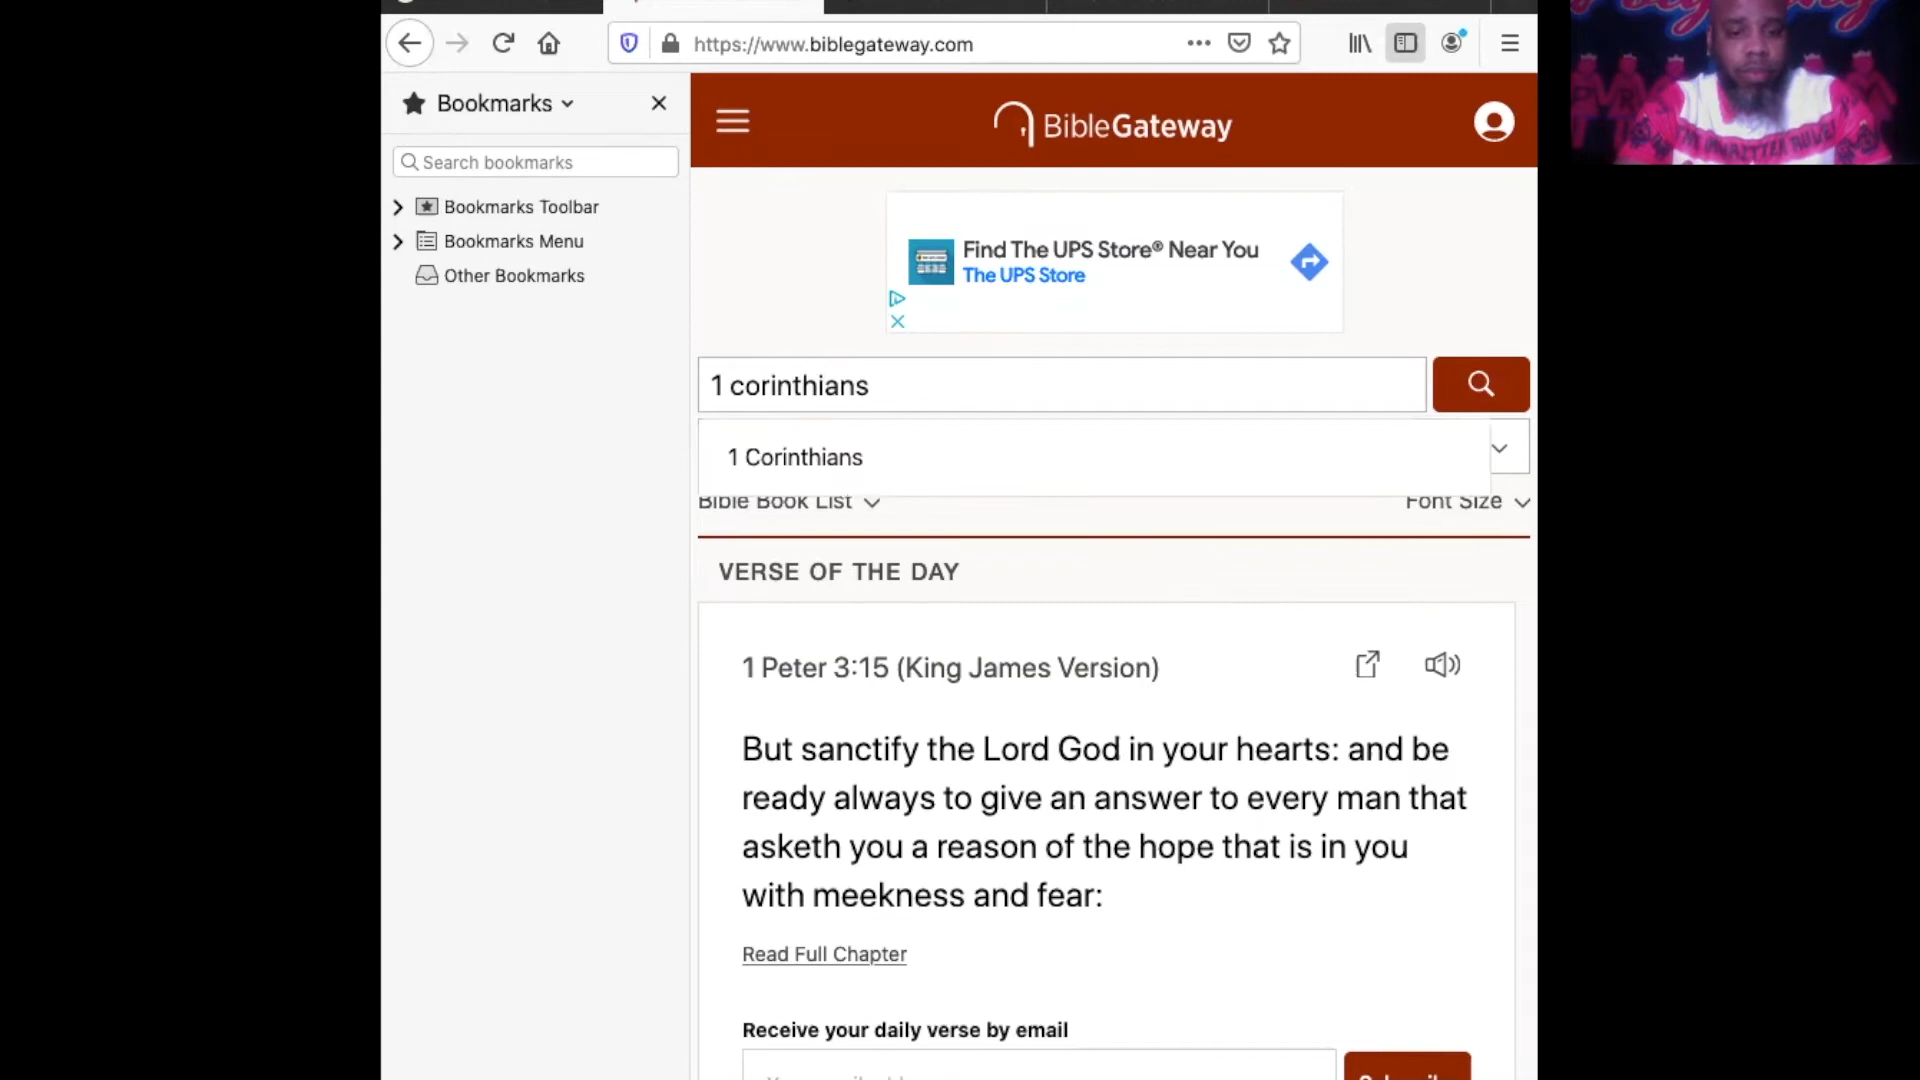 https://www.biblegateway.com
Bookmarks
Search bookmarks
Bookmarks Toolbar
Bookmarks Menu
Other Bookmarks
BibleGateway
Find The UPS Store® Near You
The UPS Store
1 corinthians
1 Corinthians
Bible Book List
Font Size
VERSE OF THE DAY
1 Peter 3:15 (King James Version)
But sanctify the Lord God in your hearts: and be
ready always to give an answer to every man that
asketh you a reason of the hope that is in you
with meekness and fear:
Read Full Chapter
Receive your daily verse by email